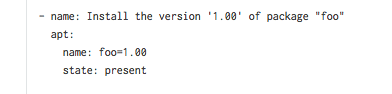 - name: Install the version '1.00' of package "foo"
apt:
name: foo=1.00
state: present